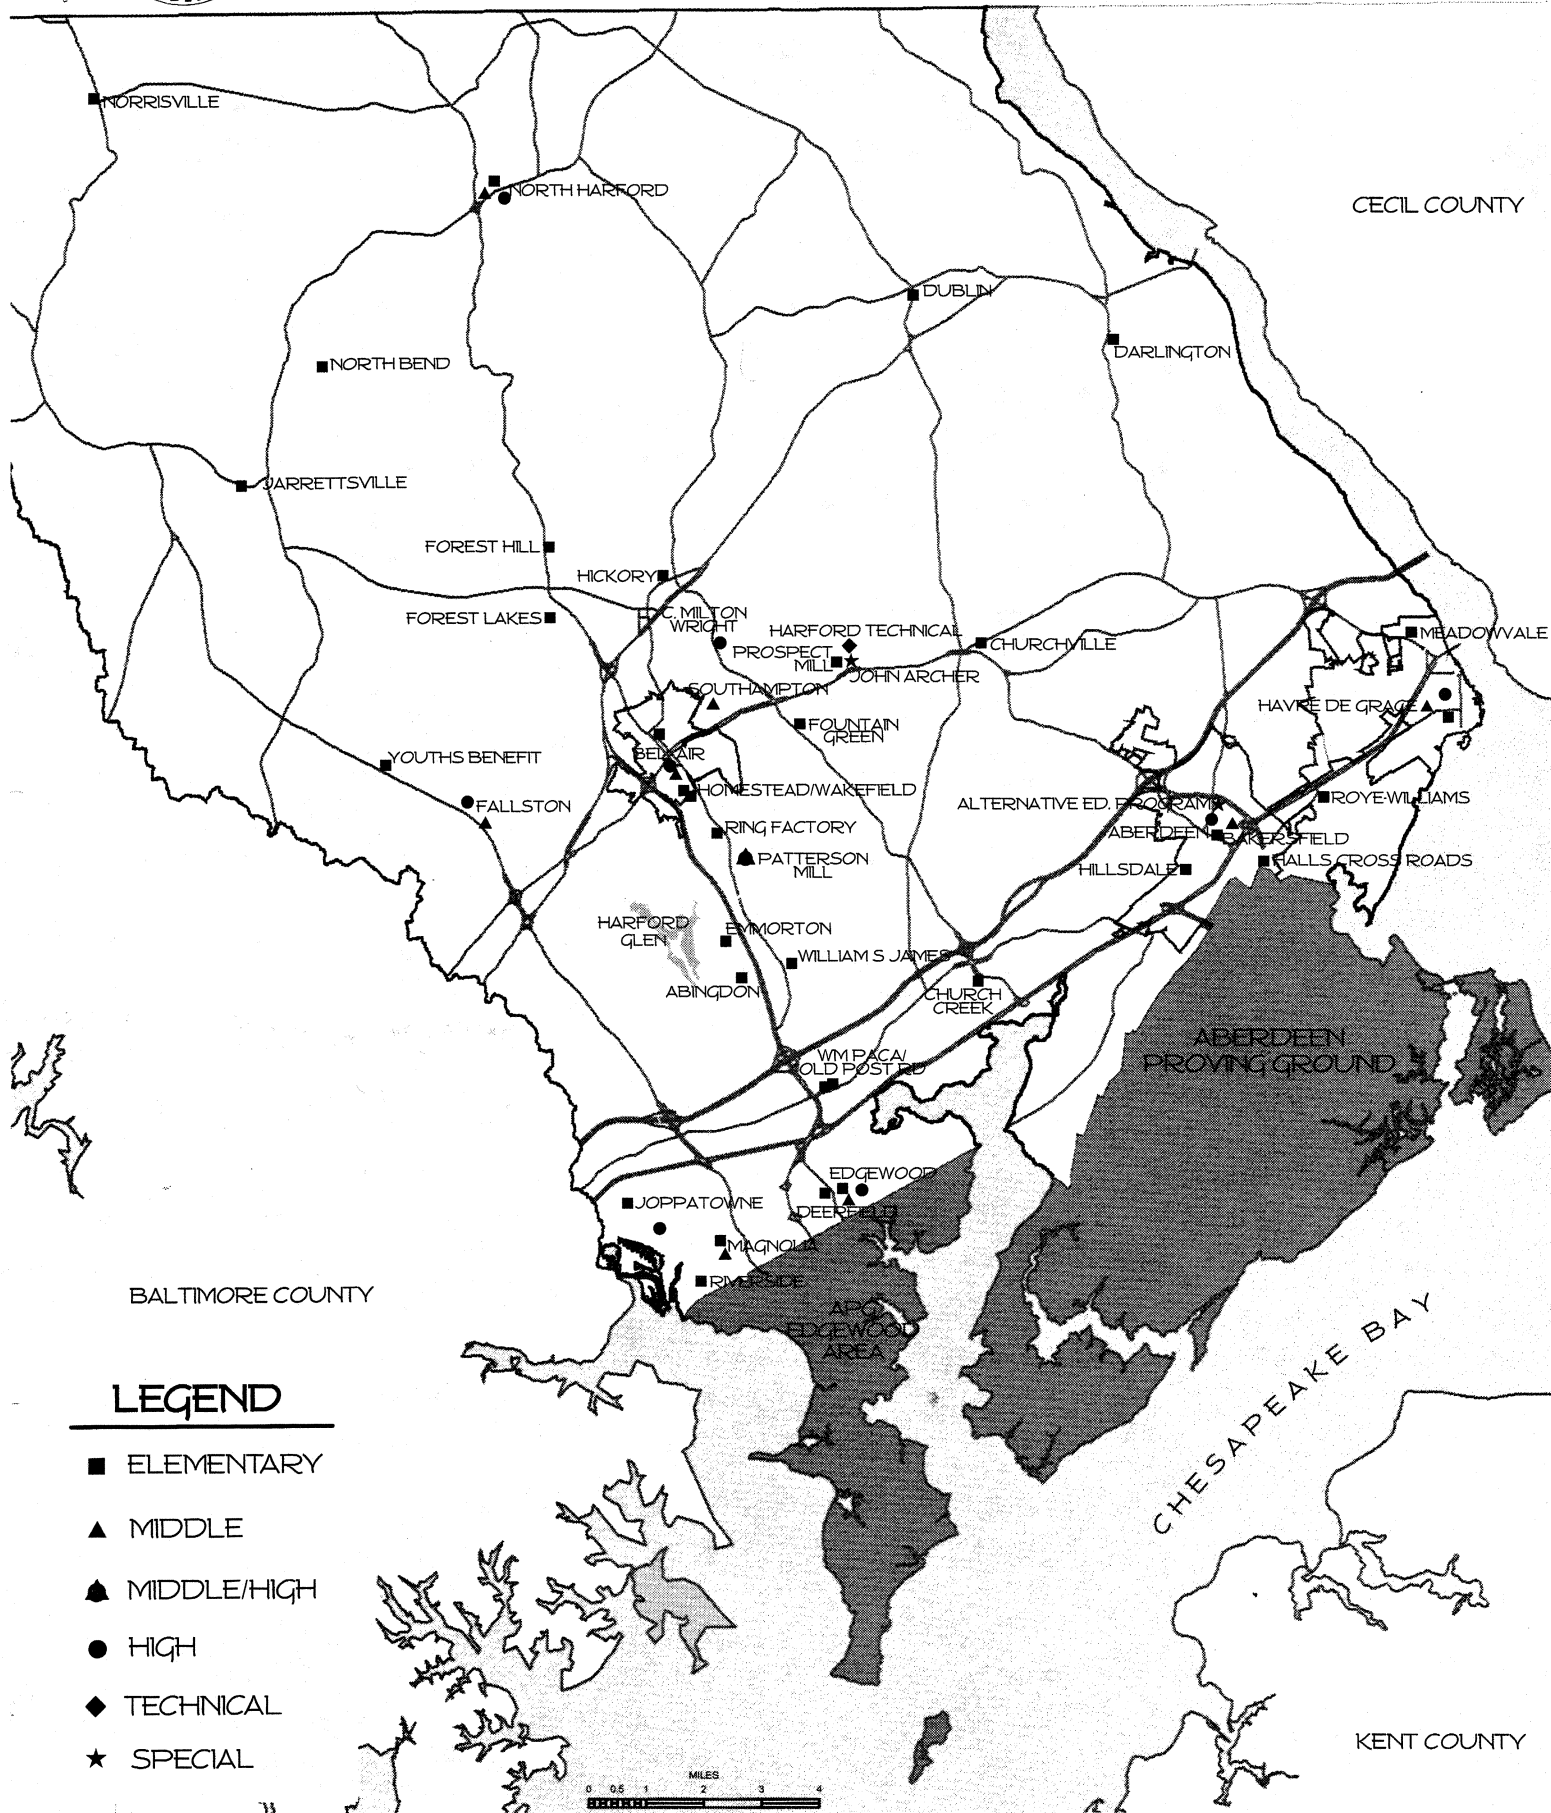 NORRISVILLE
NORTH HARFORD
CECIL COUNTY
DUBLIN
DARLINGTON
NORTH BEND
JARRETTSVILLE
FOREST HILL
HICKORY
FOREST LAKES
C. MILTON
WRIGHT
HARFORD TECHNICAL
PROSPECT
MILL
JOHN ARCHER
CHURCHVILLE
MEADOWVALE
SOUTHAMPTON
HAVRE DE GRACE
FOUNTAIN
GREEN
BEL AIR
YOUTHS BENEFIT
HOMESTEAD/WAKEFIELD
FALLSTON
ALTERNATIVE ED. PROGRAM
ROYE-WILLIAMS
RING FACTORY
ABERDEEN
BAKERSFIELD
PATTERSON
MILL
HILLSDALE
HALLS CROSS ROADS
HARFORD
GLEN
EMMORTON
WILLIAM S JAMES
ABINGDON
CHURCH
CREEK
ABERDEEN
PROVING GROUND
WM PACA/
OLD POST RD
EDGEWOOD
DEERFIELD
JOPPATOWNE
MAGNOLIA
RIVERSIDE
BALTIMORE COUNTY
APG
EDGEWOOD
AREA
CHESAPEAKE BAY
LEGEND
ELEMENTARY
MIDDLE
MIDDLE/HIGH
HIGH
TECHNICAL
SPECIAL
KENT COUNTY
MILES
0 0.5 1 2 3 4